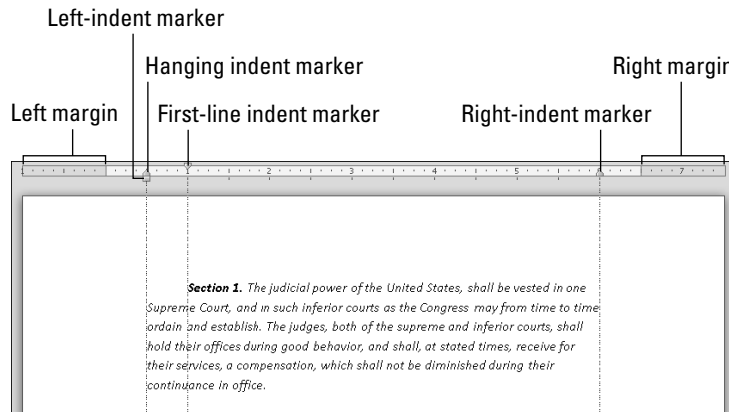 Left-indent marker
Hanging indent marker Right margin
Left margin First-line indent marker Right-indent marker
1 2 3 4 5 6 7
Section 1. The judicial power of the United States, shall be vested in one
Supreme Court, and in such inferior courts as the Congress may from time to time
ordain and establish. The judges, both of the supreme and inferior courts, shall
hold their offices during good behavior, and shall, at stated times, receive for
their services, a compensation, which shall not be diminished during their
continuance in office.